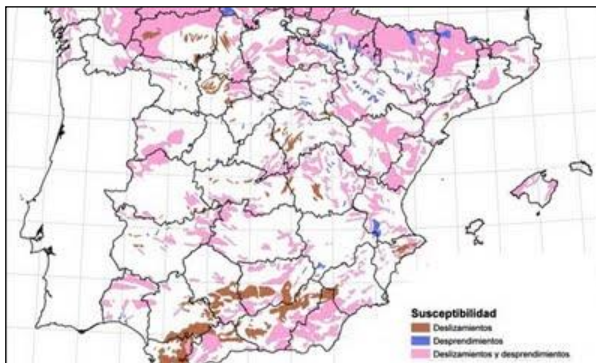 Susceptibilidad
Deslizamientos
Desprendimientos
Deslizamientos y desprendimientos